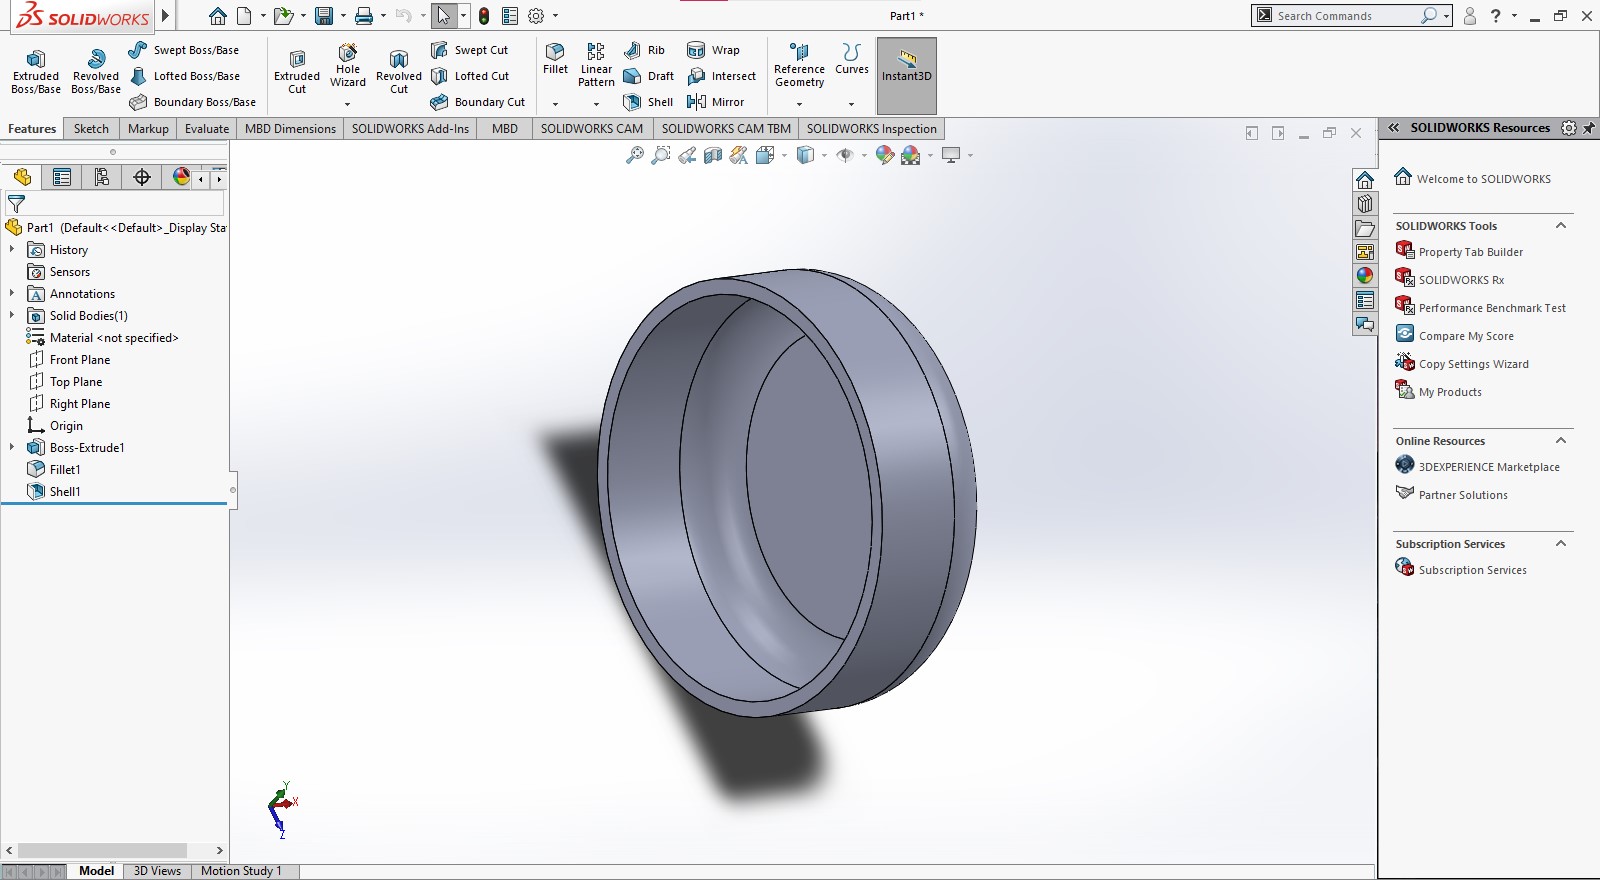 SOLIDWORKS
Part1 *
Search Commands
?
Extruded Boss/Base
Revolved Boss/Base
Swept Boss/Base
Lofted Boss/Base
Boundary Boss/Base
Extruded Cut
Hole Wizard
Revolved Cut
Swept Cut
Lofted Cut
Boundary Cut
Fillet
Linear Pattern
Rib
Draft
Shell
Wrap
Intersect
Mirror
Reference Geometry
Curves
Instant3D
Features
Sketch
Markup
Evaluate
MBD Dimensions
SOLIDWORKS Add-Ins
MBD
SOLIDWORKS CAM
SOLIDWORKS CAM TBM
SOLIDWORKS Inspection
Part1 (Default<<Default>_Display Sta
History
Sensors
Annotations
Solid Bodies(1)
Material <not specified>
Front Plane
Top Plane
Right Plane
Origin
Boss-Extrude1
Fillet1
Shell1
Y
X
Z
Model
3D Views
Motion Study 1
SOLIDWORKS Resources
Welcome to SOLIDWORKS
SOLIDWORKS Tools
Property Tab Builder
SOLIDWORKS Rx
Performance Benchmark Test
Compare My Score
Copy Settings Wizard
My Products
Online Resources
3DEXPERIENCE Marketplace
Partner Solutions
Subscription Services
Subscription Services